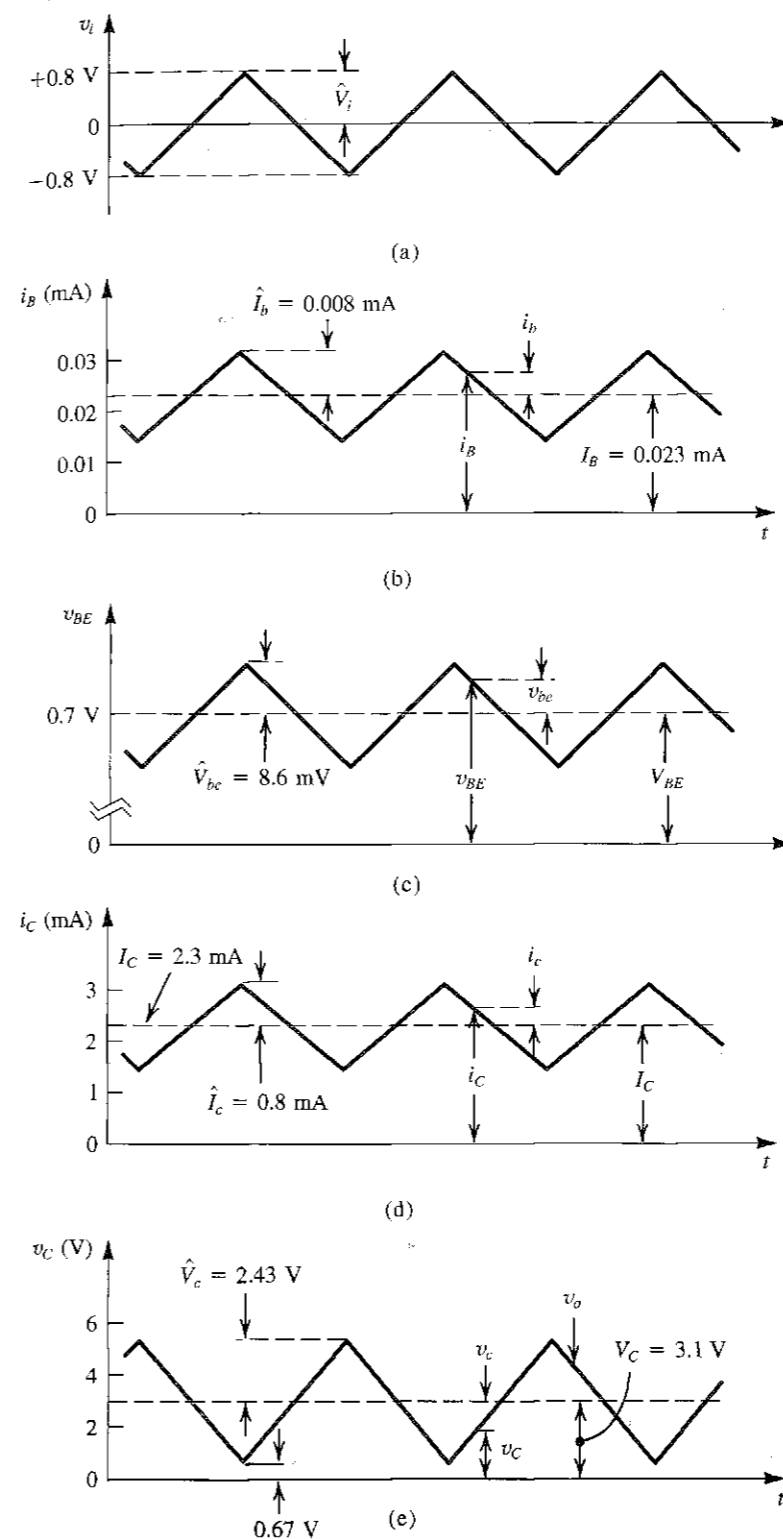 v_i
+0.8 V
V̂_i
0
−0.8 V
(a)
i_B (mA)
Î_b = 0.008 mA
i_b
0.03
0.02
i_B
I_B = 0.023 mA
0.01
0
t
(b)
v_BE
v_be
0.7 V
V̂_be = 8.6 mV
v_BE
V_BE
0
(c)
i_C (mA)
I_C = 2.3 mA
i_c
3
2
i_C
I_C
1
Î_c = 0.8 mA
0
t
(d)
v_C (V)
V̂_c = 2.43 V
v_o
6
v_c
V_C = 3.1 V
4
2
v_C
0
t
0.67 V
(e)